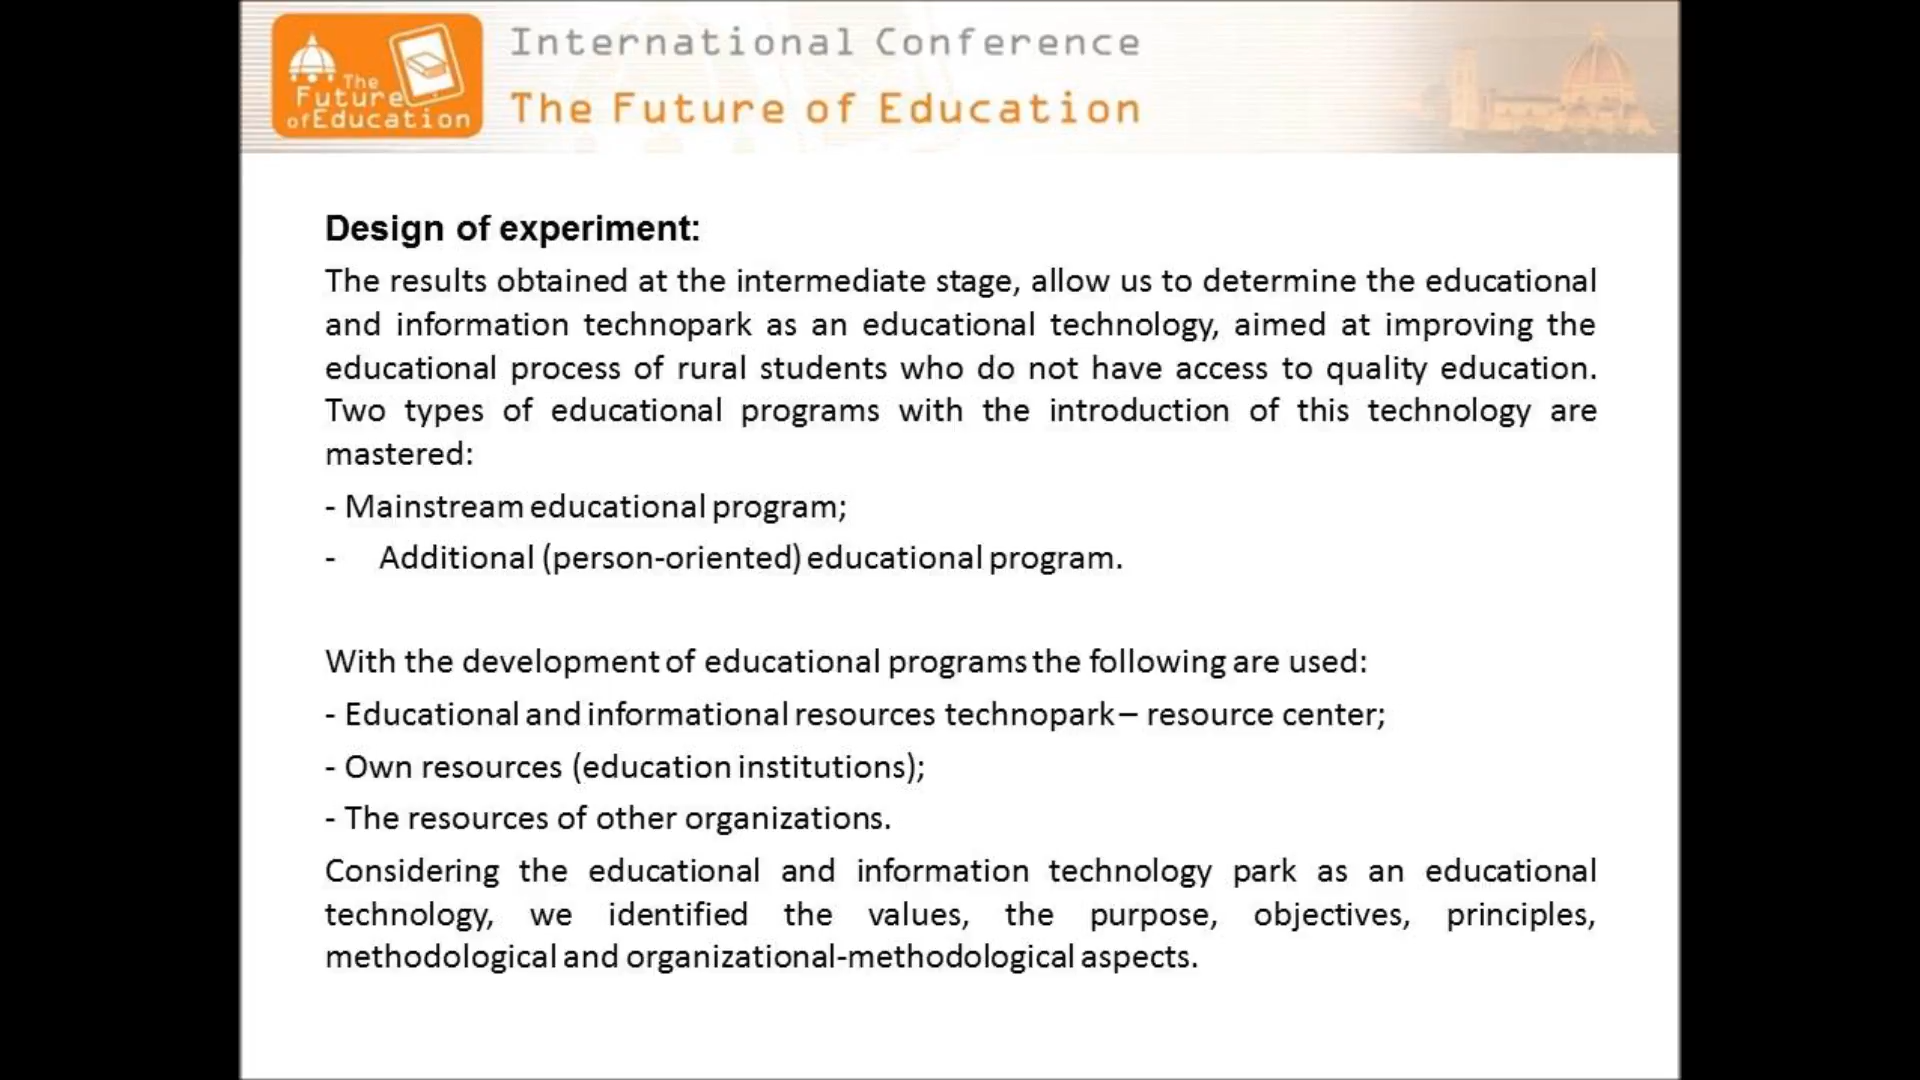 The
Future
ofEducation
International Conference
The Future of Education
Design of experiment:
The results obtained at the intermediate stage, allow us to determine the educational
and information technopark as an educational technology, aimed at improving the
educational process of rural students who do not have access to quality education.
Two types of educational programs with the introduction of this technology are
mastered:
- Mainstream educational program;
- Additional (person-oriented) educational program.
With the development of educational programs the following are used:
- Educational and informational resources technopark – resource center;
- Own resources (education institutions);
- The resources of other organizations.
Considering the educational and information technology park as an educational
technology, we identified the values, the purpose, objectives, principles,
methodological and organizational-methodological aspects.